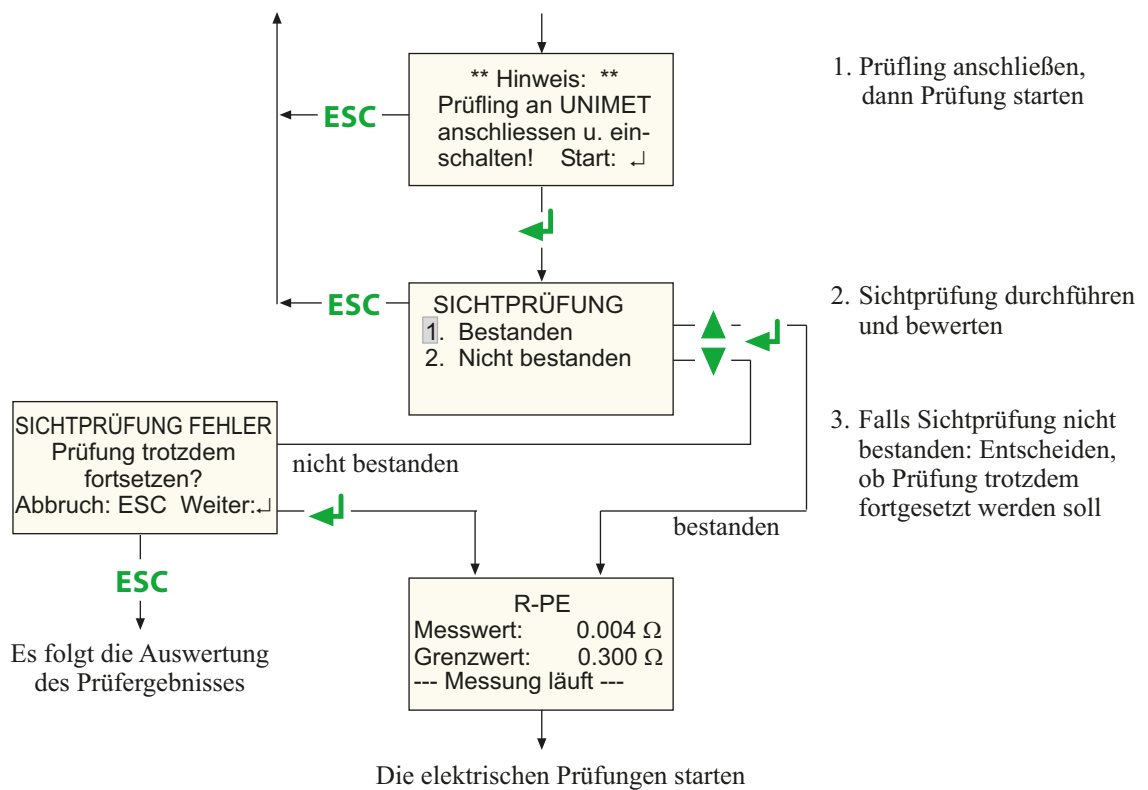 ** Hinweis: **
Prüfling an UNIMET
anschliessen u. ein-
schalten! Start: ↵
ESC
1. Prüfling anschließen,
dann Prüfung starten
ESC
SICHTPRÜFUNG
1. Bestanden
2. Nicht bestanden
2. Sichtprüfung durchführen
und bewerten
SICHTPRÜFUNG FEHLER
Prüfung trotzdem
fortsetzen?
Abbruch: ESC Weiter:↵
nicht bestanden
3. Falls Sichtprüfung nicht
bestanden: Entscheiden,
ob Prüfung trotzdem
fortgesetzt werden soll
bestanden
ESC
Es folgt die Auswertung
des Prüfergebnisses
R-PE
Messwert: 0.004 Ω
Grenzwert: 0.300 Ω
--- Messung läuft ---
Die elektrischen Prüfungen starten